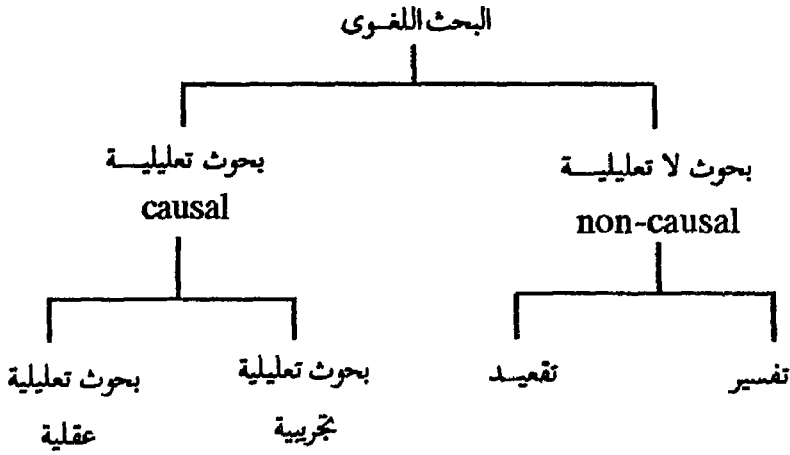 البحث اللغوى
بحوث لا تعليلية
non-causal
بحوث تعليلية
causal
تفسير
تقعيد
بحوث تعليلية
تجريبية
بحوث تعليلية
عقلية